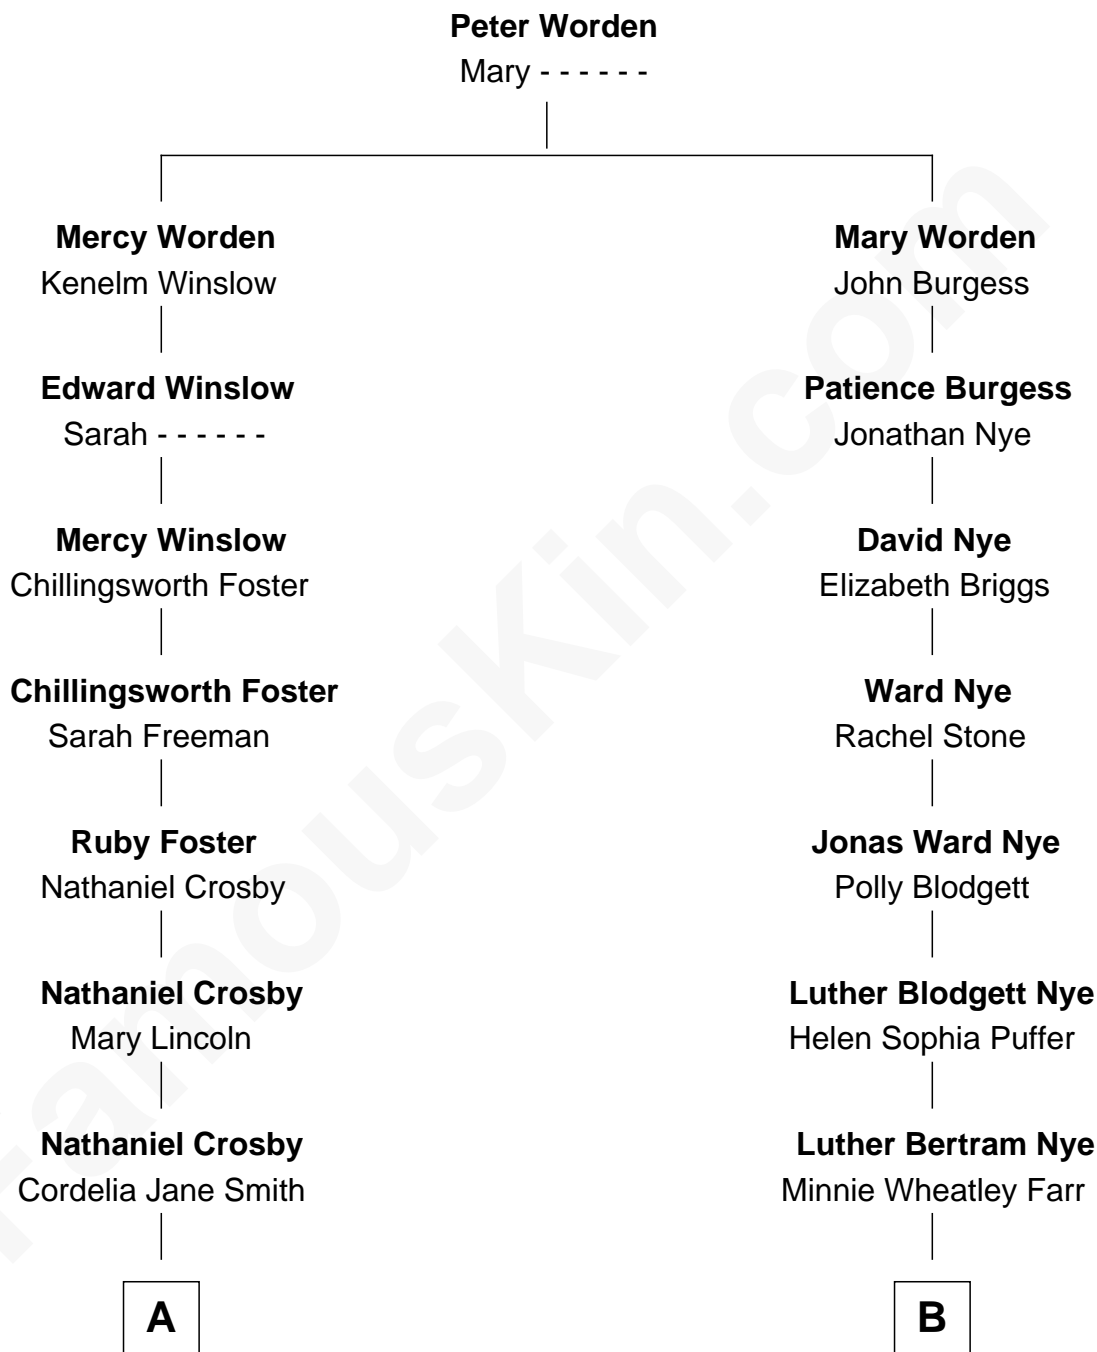 Peter Worden
Mary - - - - - -
Mercy Worden
Kenelm Winslow
Mary Worden
John Burgess
Edward Winslow
Sarah - - - - - -
Patience Burgess
Jonathan Nye
Mercy Winslow
Chillingsworth Foster
David Nye
Elizabeth Briggs
Chillingsworth Foster
Sarah Freeman
Ward Nye
Rachel Stone
Ruby Foster
Nathaniel Crosby
Jonas Ward Nye
Polly Blodgett
Nathaniel Crosby
Mary Lincoln
Luther Blodgett Nye
Helen Sophia Puffer
Nathaniel Crosby
Cordelia Jane Smith
Luther Bertram Nye
Minnie Wheatley Farr
A
B
FamousKin.com